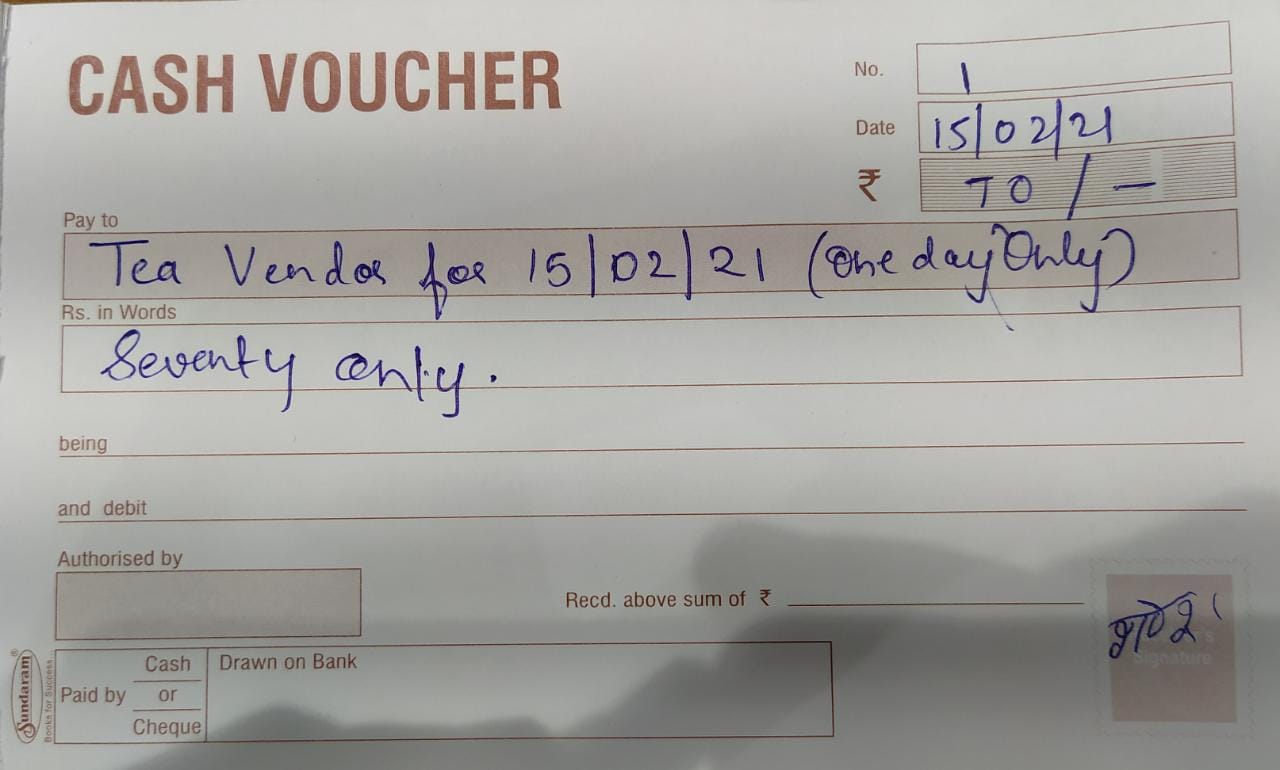 CASH VOUCHER
No. 1
Date 15/02/21
₹ 70/-
Pay to
Tea Vendor for 15/02/21 (One day Only)
Rs. in Words
Seventy only.
being
and debit
Authorised by
Recd. above sum of ₹
Signature
Paid by Cash or Cheque
Drawn on Bank
Sundaram®
Books for Success...